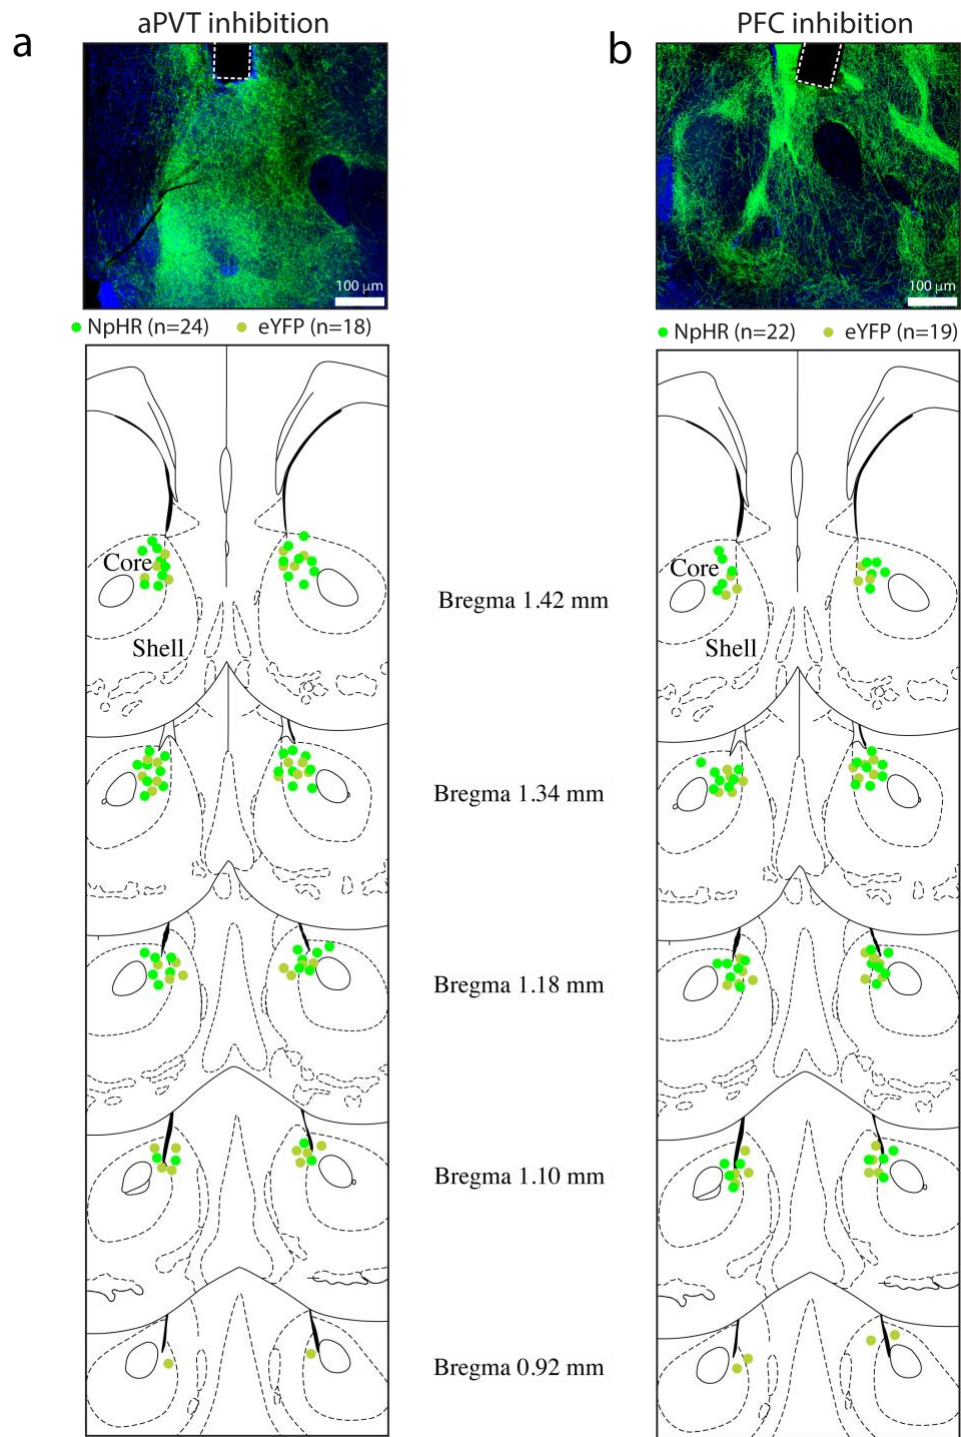 a
aPVT inhibition
b
PFC inhibition
100 μm
100 μm
NpHR (n=24)
eYFP (n=18)
NpHR (n=22)
eYFP (n=19)
Core
Core
Bregma 1.42 mm
Shell
Shell
Bregma 1.34 mm
Bregma 1.18 mm
Bregma 1.10 mm
Bregma 0.92 mm